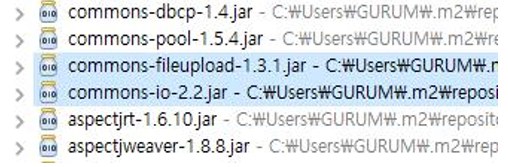 commons-dbcp-1.4.jar - C:₩Users₩GURUM₩.m2₩repo
commons-pool-1.5.4.jar - C:₩Users₩GURUM₩.m2₩rep
commons-fileupload-1.3.1.jar - C:₩Users₩GURUM₩.
commons-io-2.2.jar - C:₩Users₩GURUM₩.m2₩reposi
aspectjrt-1.6.10.jar - C:₩Users₩GURUM₩.m2₩reposito
aspectjweaver-1.8.8.jar - C:₩Users₩GURUM₩.m2₩rep